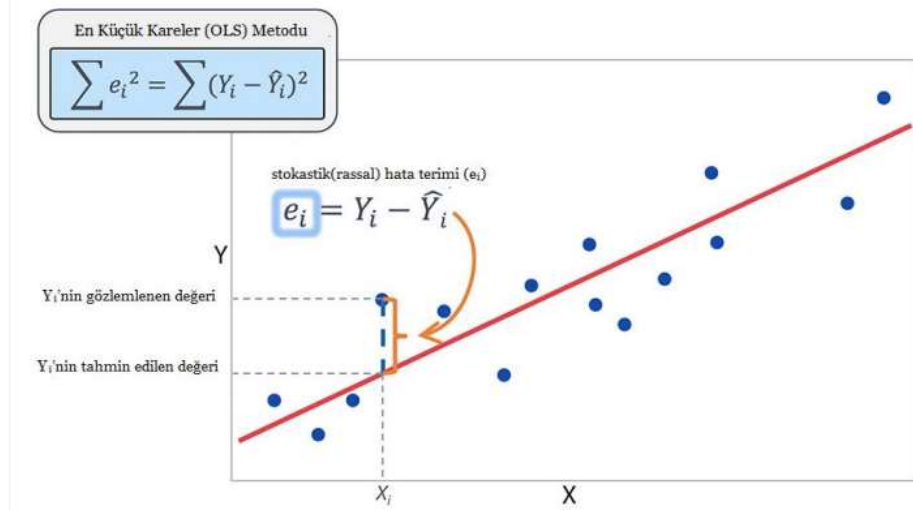 En Küçük Kareler (OLS) Metodu
∑ eᵢ² = ∑(Yᵢ − Ŷᵢ)²
stokastik(rassal) hata terimi (eᵢ)
eᵢ = Yᵢ − Ŷᵢ
Y
Yᵢ'nin gözlemlenen değeri
Yᵢ'nin tahmin edilen değeri
Xᵢ
X